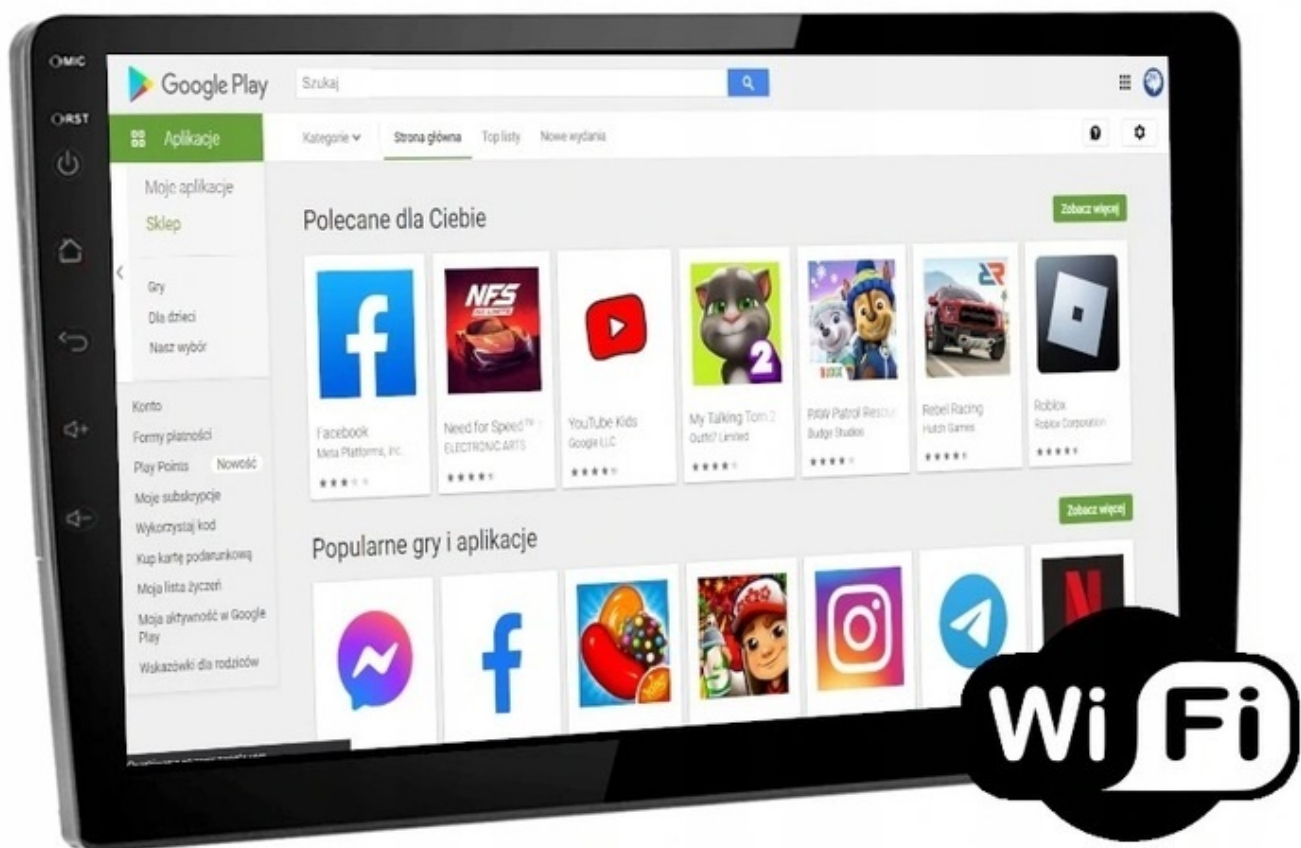 MIC
RST
Google Play
Szukaj
Aplikacje
Kategorie
Strona główna
Top listy
Nowe wydania
Moje aplikacje
Sklep
Gry
Dla dzieci
Nasz wybór
Konto
Formy płatności
Play Points
Nowość
Moje subskrypcje
Wykorzystaj kod
Kup kartę podarunkową
Moja lista życzeń
Moja aktywność w Google
Play
Wskazówki dla rodziców
Polecane dla Ciebie
Zobacz więcej
NFS
Facebook
Meta Platforms, Inc.
Need for Speed™
ELECTRONIC ARTS
YouTube Kids
Google LLC
2
My Talking Tom 2
Outfit7 Limited
PAW Patrol Rescue
Budge Studios
RR
Rebel Racing
Hutch Games
Roblox
Roblox Corporation
Popularne gry i aplikacje
Zobacz więcej
N
Wi Fi